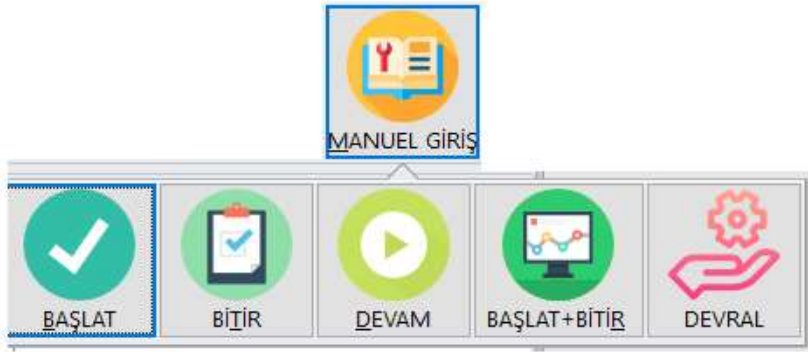 MANUEL GİRİŞ
BAŞLAT
BİTİR
DEVAM
BAŞLAT+BİTİR
DEVRAL